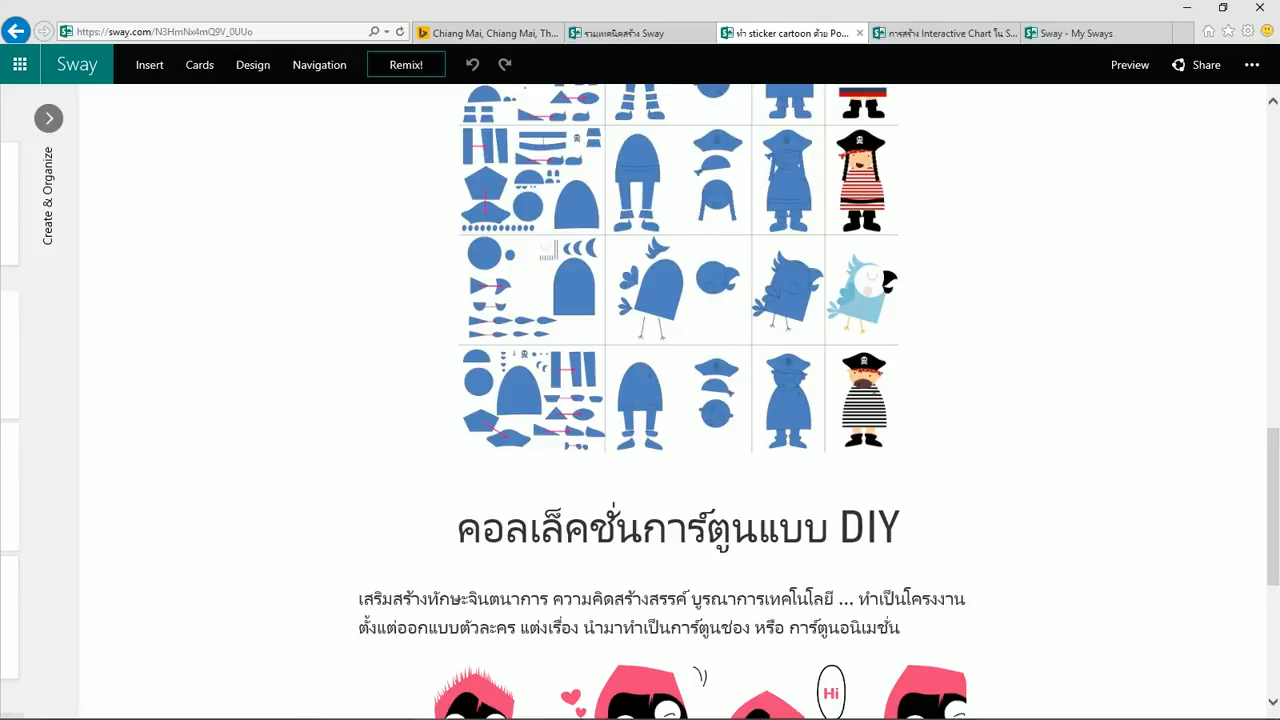 https://sway.com/N3HmNx4mQ9V_0UUo
Chiang Mai, Chiang Mai, Th...
รวมเทคนิดสร้าง Sway
ทำ sticker cartoon ด้วย Po...
การสร้าง Interactive Chart ใน S...
Sway - My Sways
Sway
Insert
Cards
Design
Navigation
Remix!
Preview
Share
Create & Organize
คอลเล็คชั่นการ์ตูนแบบ DIY
เสริมสร้างทักษะจินตนาการ ความคิดสร้างสรรค์ บูรณาการเทคโนโลยี ... ทำเป็นโครงงาน
ตั้งแต่ออกแบบตัวละคร แต่งเรื่อง นำมาทำเป็นการ์ตูนช่อง หรือ การ์ตูนอนิเมชั่น
Hi